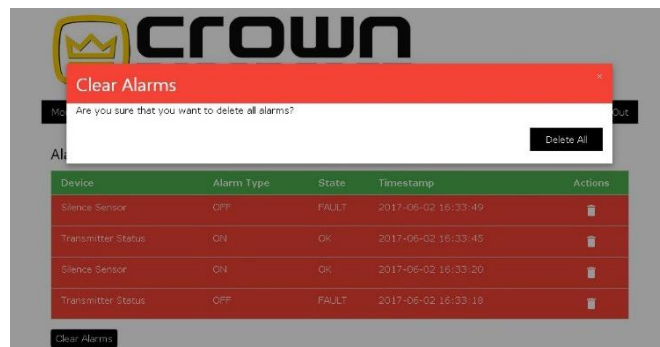 crown
Clear Alarms
×
Are you sure that you want to delete all alarms?
Mo
Out
Delete All
Ala
Device Alarm Type State Timestamp Actions
Silence Sensor OFF FAULT 2017-06-02 16:33:49
Transmitter Status ON OK 2017-06-02 16:33:45
Silence Sensor ON OK 2017-06-02 16:33:20
Transmitter Status OFF FAULT 2017-06-02 16:33:18
Clear Alarms